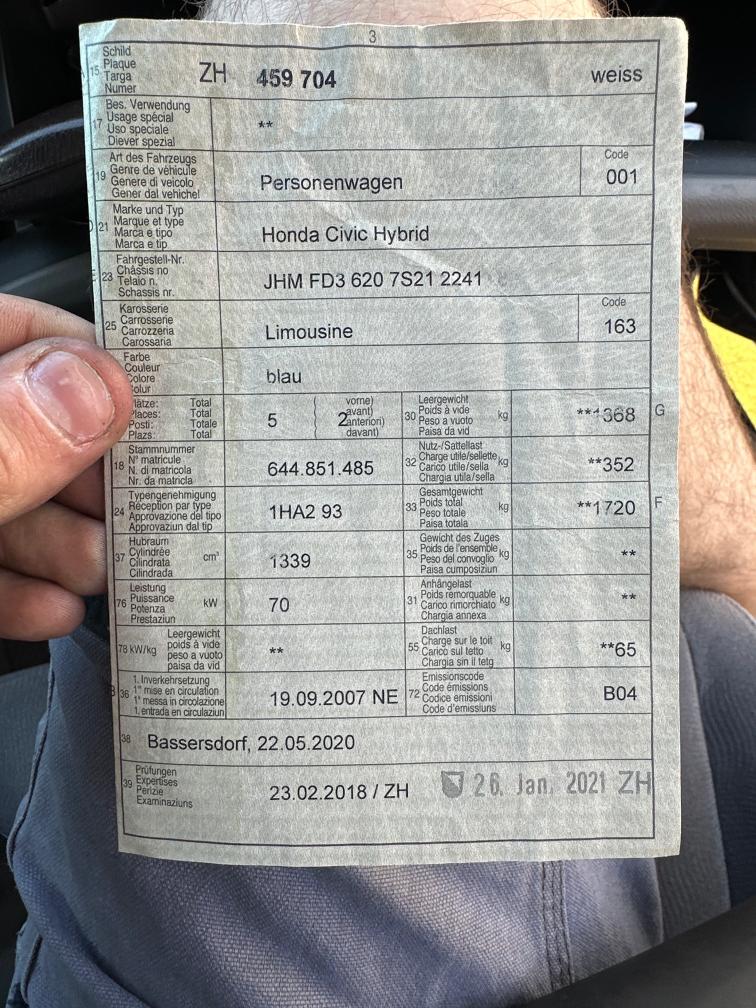 3
15 Schild
Plaque
Targa
Numer
ZH 459 704 weiss
17 Bes. Verwendung
Usage spécial
Uso speciale
Diever spezial
**
19 Art des Fahrzeugs
Genre de véhicule
Genere di veicolo
Gener dal vehichel
Personenwagen
Code
001
21 Marke und Typ
Marque et type
Marca e tipo
Marca e tip
Honda Civic Hybrid
23 Fahrgestell-Nr.
Châssis no
Telaio n.
Schassis nr.
JHM FD3 620 7S21 2241
25 Karosserie
Carrosserie
Carrozzeria
Carossaria
Limousine
Code
163
Farbe
Couleur
Colore
Colur
blau
Plätze: Total
Places: Total
Posti: Totale
Plazs: Total
5
( vorne)
avant)
anteriori)
( davant)
2
30 Leergewicht
Poids à vide
Peso a vuoto
Paisa da vid
kg
**1368
G
18 Stammnummer
N° matricule
N. di matricola
Nr. da matricla
644.851.485
32 Nutz-/Sattellast
Charge utile/sellette
Carico utile/sella
Chargia utila/sella
kg
**352
24 Typengenehmigung
Réception par type
Approvazione del tipo
Approvaziun dal tip
1HA2 93
33 Gesamtgewicht
Poids total
Peso totale
Paisa totala
kg
**1720
F
37 Hubraum
Cylindrée
Cilindrata
Cilindrada
cm³
1339
35 Gewicht des Zuges
Poids de l'ensemble
Peso del convoglio
Paisa cumposiziun
kg
**
76 Leistung
Puissance
Potenza
Prestaziun
kW
70
31 Anhängelast
Poids remorquable
Carico rimorchiato
Chargia annexa
kg
**
78 kW/kg
Leergewicht
poids à vide
peso a vuoto
paisa da vid
**
55 Dachlast
Charge sur le toit
Carico sul tetto
Chargia sin il tetg
kg
**65
B 36 1. Inverkehrsetzung
1re mise en circulation
1a messa in circolazione
1. entrada en circulaziun
19.09.2007 NE
72 Emissionscode
Code émissions
Codice emissioni
Code d'emissiuns
B04
38 Bassersdorf, 22.05.2020
39 Prüfungen
Expertises
Perizie
Examinaziuns
23.02.2018 / ZH
26. Jan. 2021 ZH